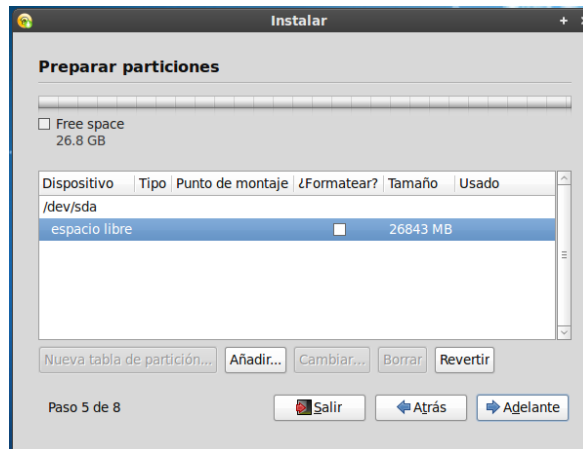 Instalar
Preparar particiones
Free space
26.8 GB
Dispositivo Tipo Punto de montaje ¿Formatear? Tamaño Usado
/dev/sda
espacio libre 26843 MB
Nueva tabla de partición... Añadir... Cambiar... Borrar Revertir
Paso 5 de 8 Salir Atrás Adelante